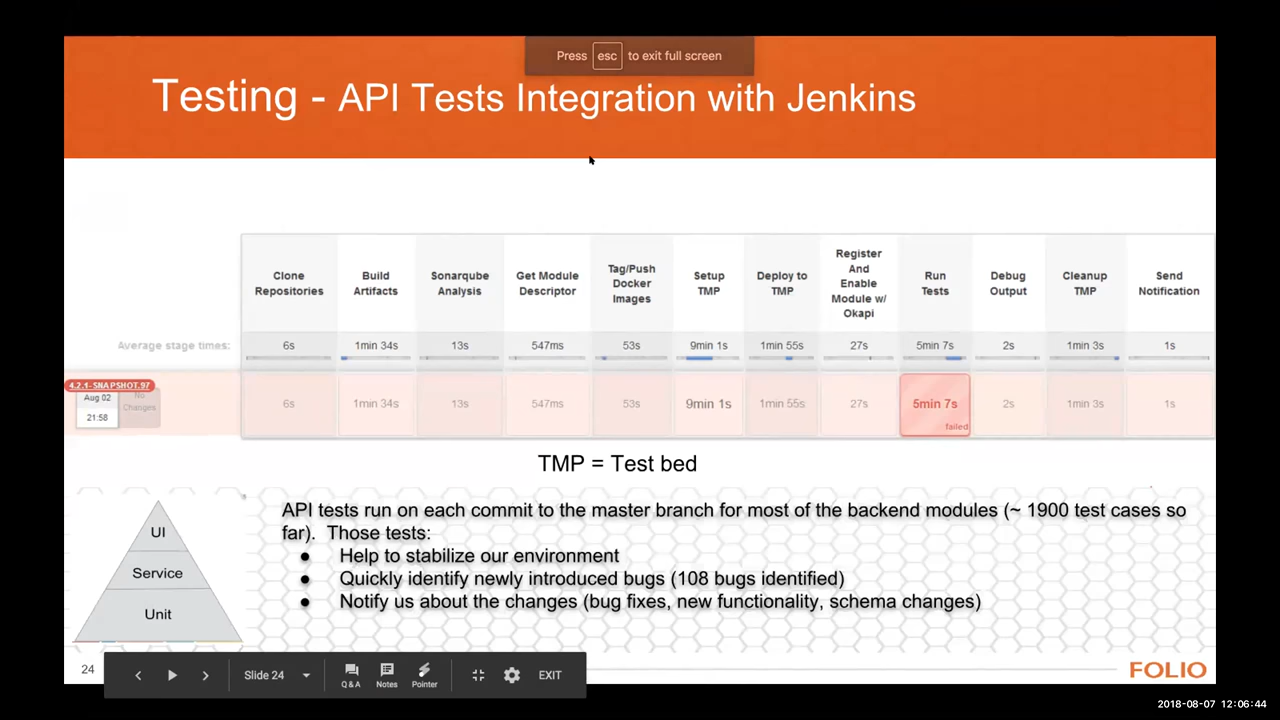 Press esc to exit full screen
Testing - API Tests Integration with Jenkins
Clone
Repositories
Build
Artifacts
Sonarqube
Analysis
Get Module
Descriptor
Tag/Push
Docker
Images
Setup
TMP
Deploy to
TMP
Register
And
Enable
Module w/
Okapi
Run
Tests
Debug
Output
Cleanup
TMP
Send
Notification
Average stage times:
6s 1min 34s 13s 547ms 53s 9min 1s 1min 55s 27s 5min 7s 2s 1min 3s 1s
4.2.1-SNAPSHOT.97
Aug 02
21:58
No
Changes
6s 1min 34s 13s 547ms 53s 9min 1s 1min 55s 27s 5min 7s 2s 1min 3s 1s
failed
TMP = Test bed
UI
Service
Unit
API tests run on each commit to the master branch for most of the backend modules (~ 1900 test cases so
far). Those tests:
● Help to stabilize our environment
● Quickly identify newly introduced bugs (108 bugs identified)
● Notify us about the changes (bug fixes, new functionality, schema changes)
24
Slide 24
Q & A
Notes
Pointer
EXIT
FOLIO
2018-08-07 12:06:44